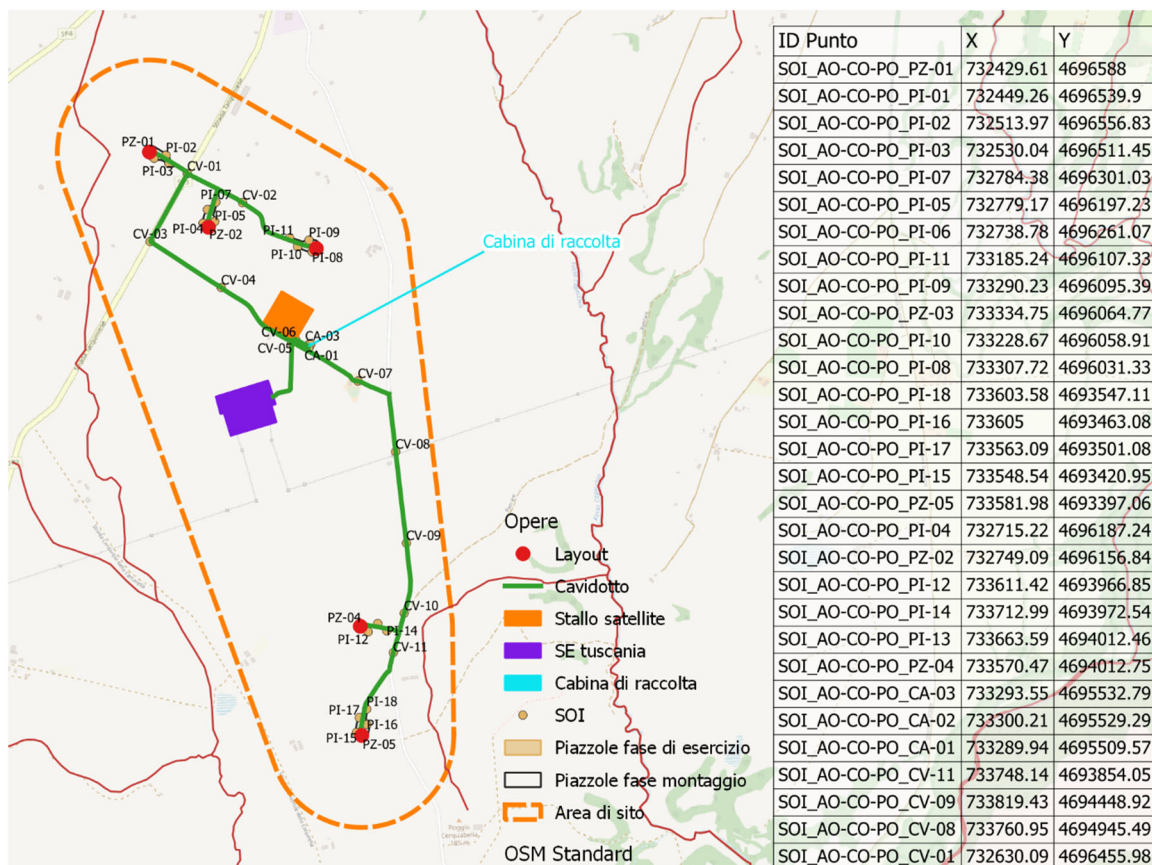 SP4
Strada Tarquiniese
PZ-01
PI-02
PI-03
CV-01
PI-07
CV-02
PI-05
PI-04
PZ-02
PI-11
PI-09
PI-10
PI-08
CV-03
Cabina di raccolta
CV-04
CV-06
CA-03
CV-05
CA-01
CV-07
CV-08
CV-09
CV-10
PZ-04
PI-12
PI-14
CV-11
PI-18
PI-17
PI-16
PI-15
PZ-05
Poggio
Cerqueterba
185 m
Opere
Layout
Cavidotto
Stallo satellite
SE tuscania
Cabina di raccolta
SOI
Piazzole fase di esercizio
Piazzole fase montaggio
Area di sito
OSM Standard
ID Punto X Y
SOI_AO-CO-PO_PZ-01 732429.61 4696588
SOI_AO-CO-PO_PI-01 732449.26 4696539.9
SOI_AO-CO-PO_PI-02 732513.97 4696556.83
SOI_AO-CO-PO_PI-03 732530.04 4696511.45
SOI_AO-CO-PO_PI-07 732784.38 4696301.03
SOI_AO-CO-PO_PI-05 732779.17 4696197.23
SOI_AO-CO-PO_PI-06 732738.78 4696261.07
SOI_AO-CO-PO_PI-11 733185.24 4696107.33
SOI_AO-CO-PO_PI-09 733290.23 4696095.39
SOI_AO-CO-PO_PZ-03 733334.75 4696064.77
SOI_AO-CO-PO_PI-10 733228.67 4696058.91
SOI_AO-CO-PO_PI-08 733307.72 4696031.33
SOI_AO-CO-PO_PI-18 733603.58 4693547.11
SOI_AO-CO-PO_PI-16 733605 4693463.08
SOI_AO-CO-PO_PI-17 733563.09 4693501.08
SOI_AO-CO-PO_PI-15 733548.54 4693420.95
SOI_AO-CO-PO_PZ-05 733581.98 4693397.06
SOI_AO-CO-PO_PI-04 732715.22 4696187.24
SOI_AO-CO-PO_PZ-02 732749.09 4696156.84
SOI_AO-CO-PO_PI-12 733611.42 4693966.85
SOI_AO-CO-PO_PI-14 733712.99 4693972.54
SOI_AO-CO-PO_PI-13 733663.59 4694012.46
SOI_AO-CO-PO_PZ-04 733570.47 4694012.75
SOI_AO-CO-PO_CA-03 733293.55 4695532.79
SOI_AO-CO-PO_CA-02 733300.21 4695529.29
SOI_AO-CO-PO_CA-01 733289.94 4695509.57
SOI_AO-CO-PO_CV-11 733748.14 4693854.05
SOI_AO-CO-PO_CV-09 733819.43 4694448.92
SOI_AO-CO-PO_CV-08 733760.95 4694945.49
SOI_AO-CO-PO_CV-01 732630.09 4696455.98